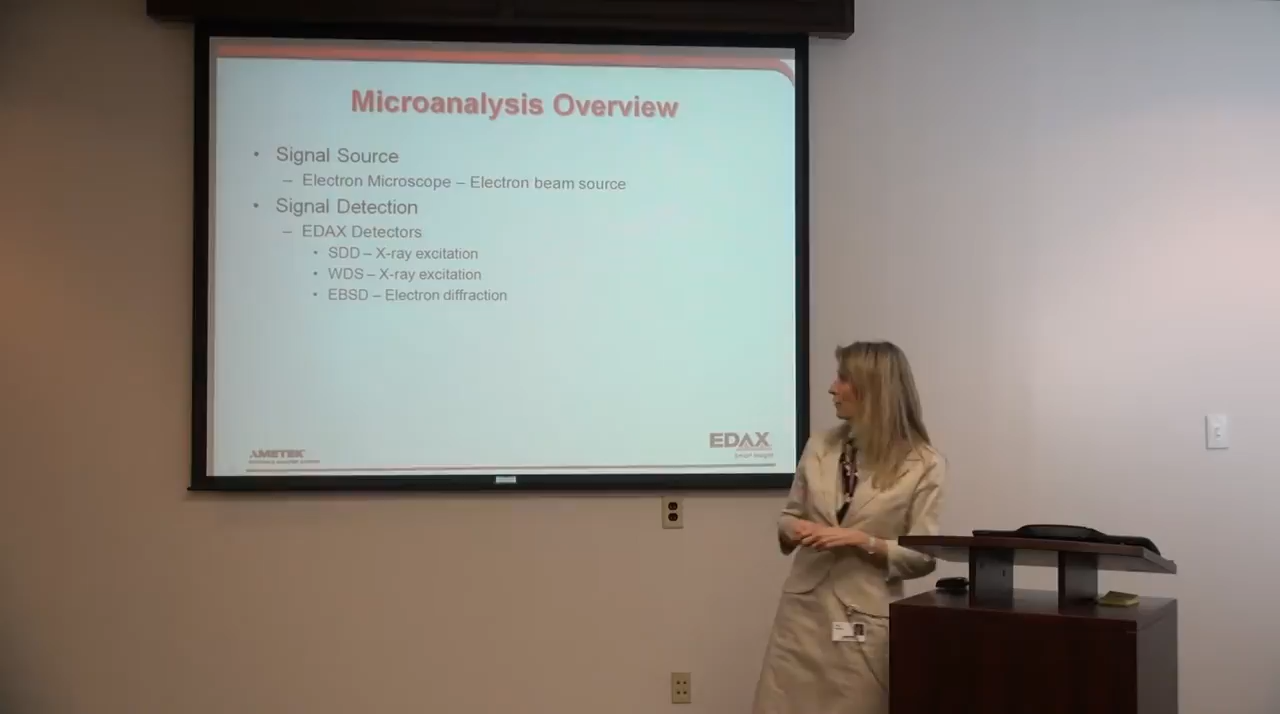 Microanalysis Overview
• Signal Source
– Electron Microscope – Electron beam source
• Signal Detection
– EDAX Detectors
• SDD – X-ray excitation
• WDS – X-ray excitation
• EBSD – Electron diffraction
AMETEK
EDAX